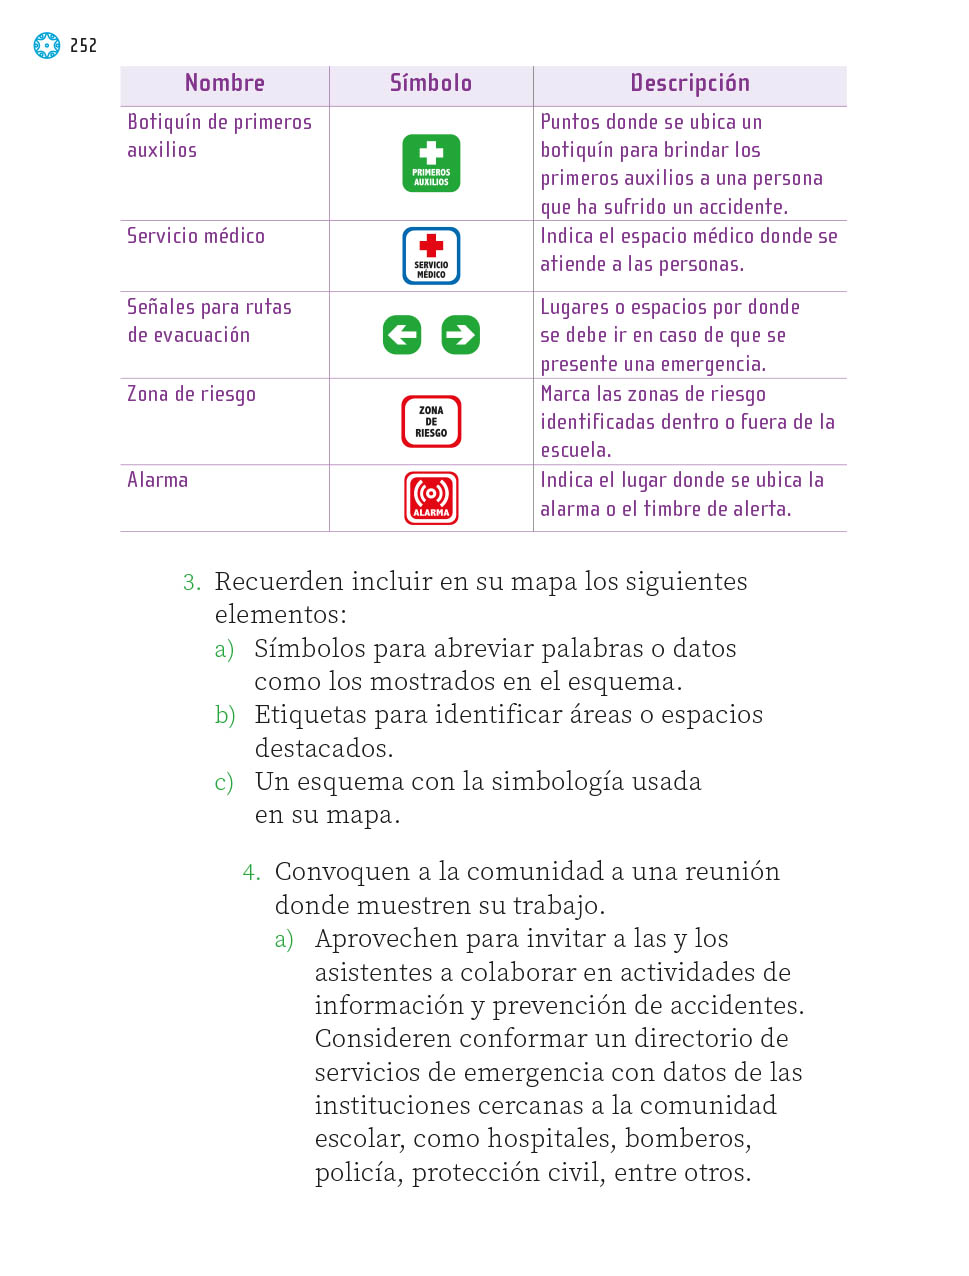 252
Nombre Símbolo Descripción
Botiquín de primeros
auxilios
PRIMEROS
AUXILIOS
Puntos donde se ubica un
botiquín para brindar los
primeros auxilios a una persona
que ha sufrido un accidente.
Servicio médico
SERVICIO
MÉDICO
Indica el espacio médico donde se
atiende a las personas.
Señales para rutas
de evacuación
Lugares o espacios por donde
se debe ir en caso de que se
presente una emergencia.
Zona de riesgo
ZONA
DE
RIESGO
Marca las zonas de riesgo
identificadas dentro o fuera de la
escuela.
Alarma
ALARMA
Indica el lugar donde se ubica la
alarma o el timbre de alerta.
3. Recuerden incluir en su mapa los siguientes
elementos:
a) Símbolos para abreviar palabras o datos
como los mostrados en el esquema.
b) Etiquetas para identificar áreas o espacios
destacados.
c) Un esquema con la simbología usada
en su mapa.
4. Convoquen a la comunidad a una reunión
donde muestren su trabajo.
a) Aprovechen para invitar a las y los
asistentes a colaborar en actividades de
información y prevención de accidentes.
Consideren conformar un directorio de
servicios de emergencia con datos de las
instituciones cercanas a la comunidad
escolar, como hospitales, bomberos,
policía, protección civil, entre otros.